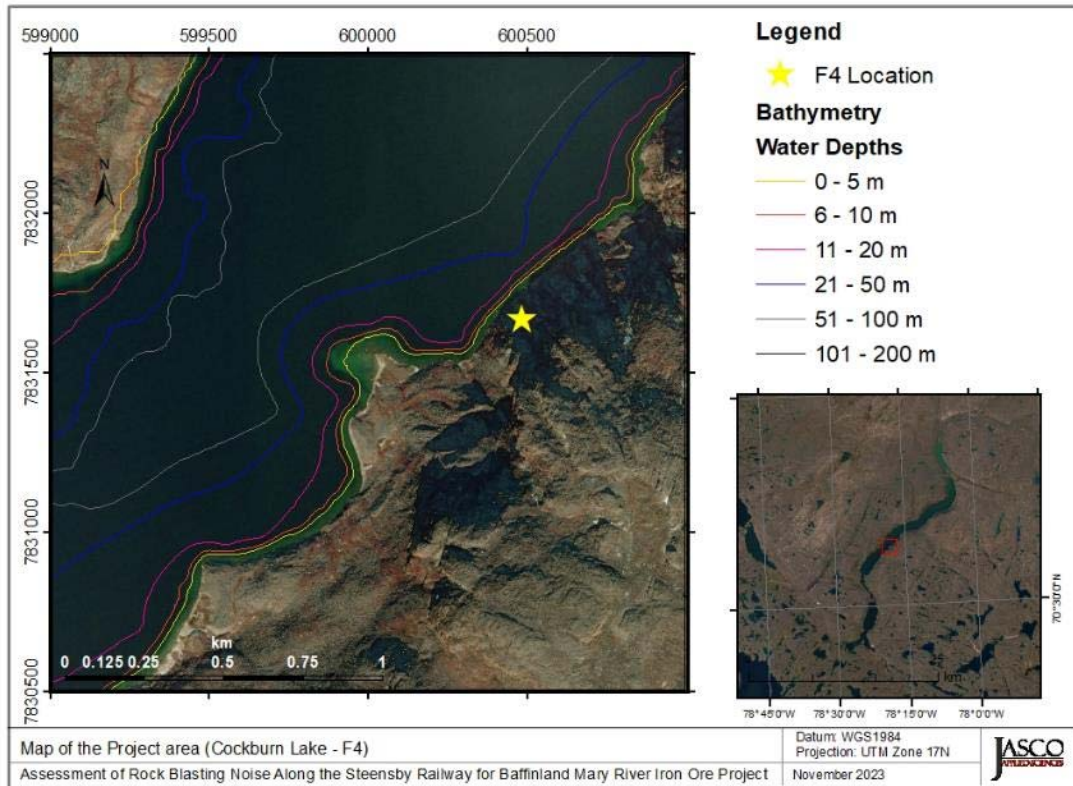 599000
599500
600000
600500
7832000
7831500
7831000
7830500
N
km
0 0.125 0.25 0.5 0.75 1
Legend
F4 Location
Bathymetry
Water Depths
0 - 5 m
6 - 10 m
11 - 20 m
21 - 50 m
51 - 100 m
101 - 200 m
70°30'0"N
km
78°45'0"W 78°30'0"W 78°15'0"W 78°0'0"W
Map of the Project area (Cockburn Lake - F4)
Assessment of Rock Blasting Noise Along the Steensby Railway for Baffinland Mary River Iron Ore Project
Datum: WGS1984
Projection: UTM Zone 17N
November 2023
JASCO
APPLIED SCIENCES